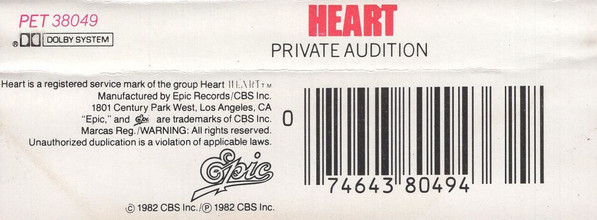 PET 38049
HEART
DOLBY SYSTEM
PRIVATE AUDITION
Heart is a registered service mark of the group Heart HEART TM
Manufactured by Epic Records/CBS Inc.
1801 Century Park West, Los Angeles, CA
"Epic," and Epic are trademarks of CBS Inc.
Marcas Reg./WARNING: All rights reserved.
Unauthorized duplication is a violation of applicable laws.
Epic
© 1982 CBS Inc./℗ 1982 CBS Inc.
0 74643 80494